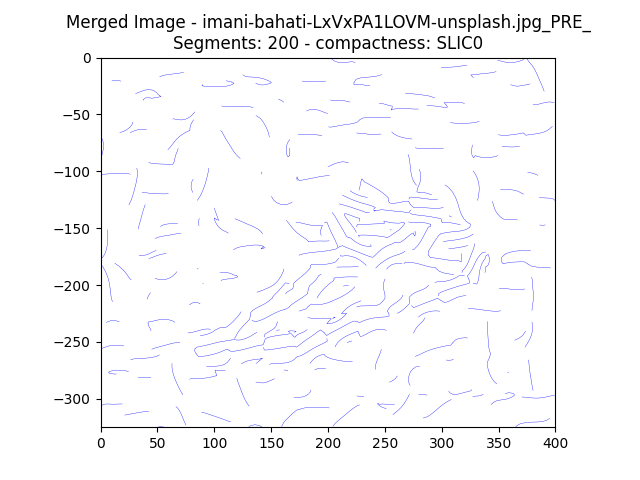 Merged Image - imani-bahati-LxVxPA1LOVM-unsplash.jpg_PRE_
Segments: 200 - compactness: SLIC0
0
−50
−100
−150
−200
−250
−300
0 50 100 150 200 250 300 350 400